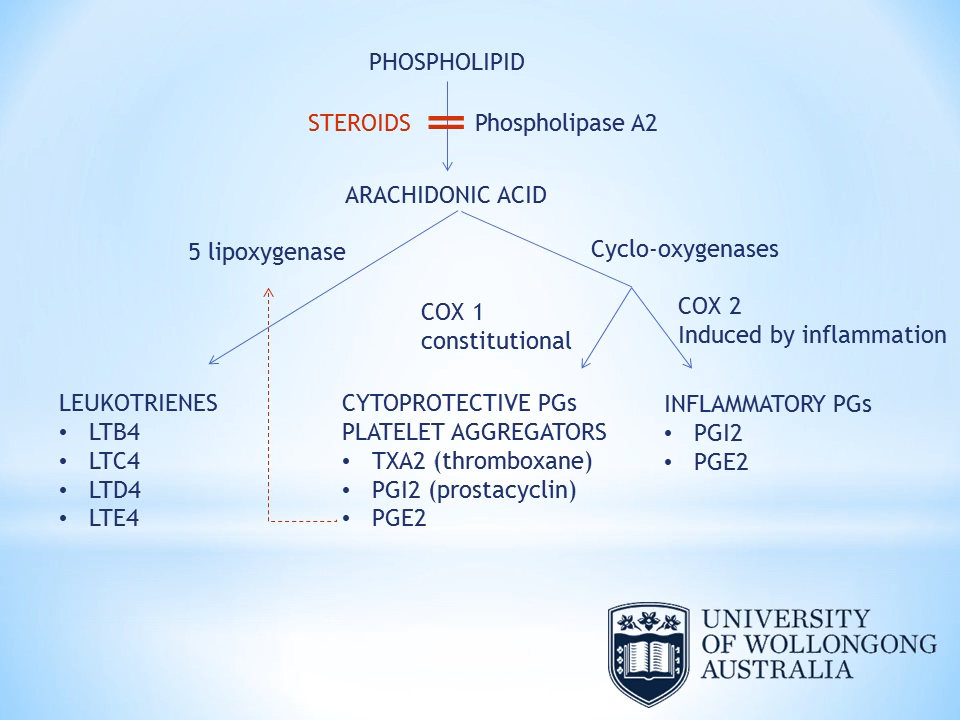 PHOSPHOLIPID
STEROIDS
Phospholipase A2
ARACHIDONIC ACID
5 lipoxygenase
Cyclo-oxygenases
COX 1
constitutional
COX 2
Induced by inflammation
LEUKOTRIENES
• LTB4
• LTC4
• LTD4
• LTE4
CYTOPROTECTIVE PGs
PLATELET AGGREGATORS
• TXA2 (thromboxane)
• PGI2 (prostacyclin)
• PGE2
INFLAMMATORY PGs
• PGI2
• PGE2
UNIVERSITY
OF WOLLONGONG
AUSTRALIA